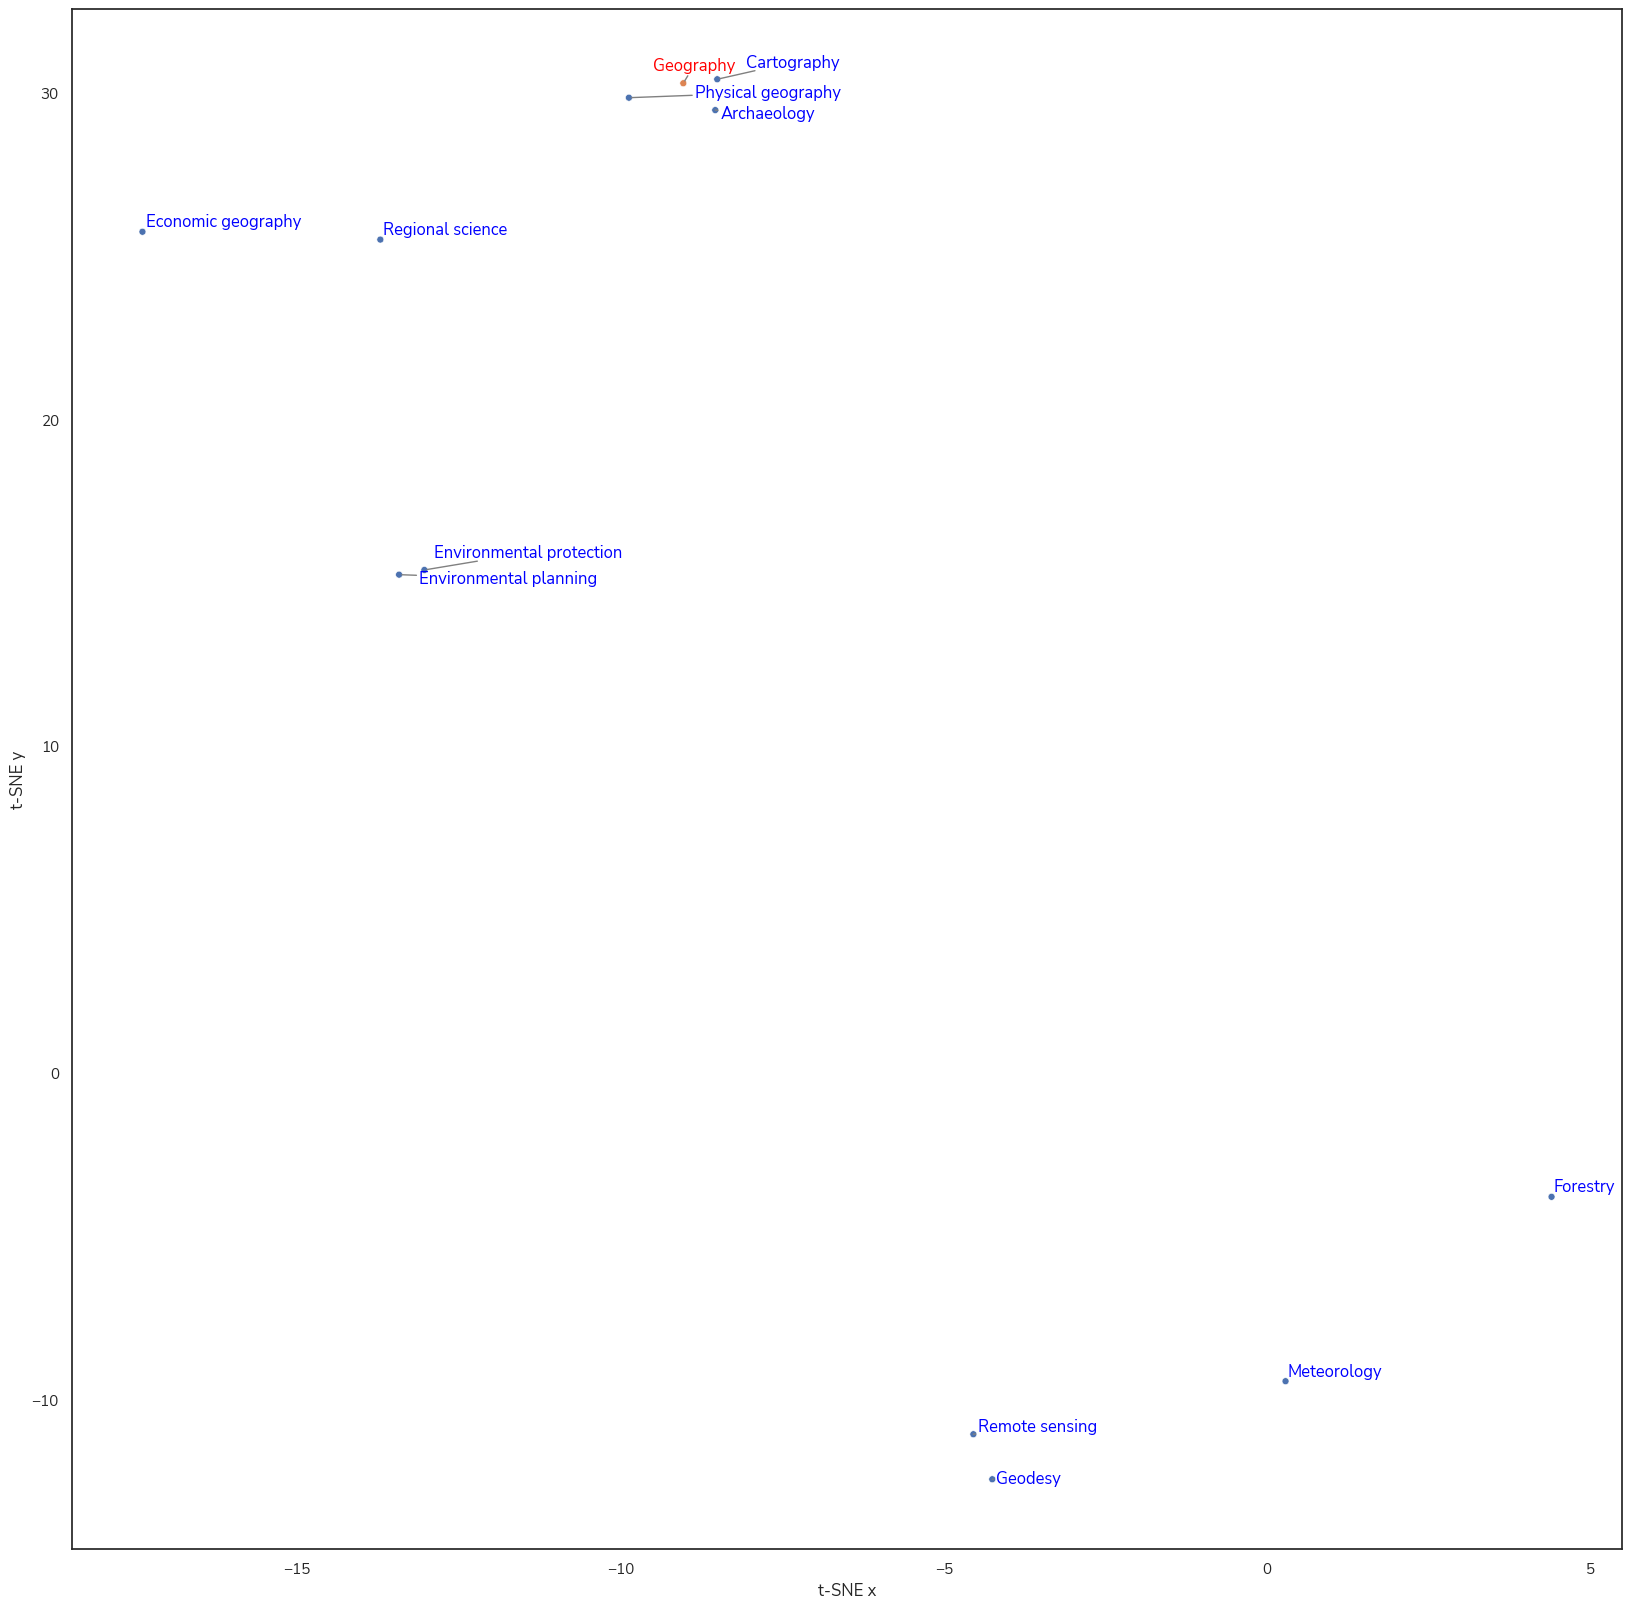 Geography
Cartography
Physical geography
Archaeology
Economic geography
Regional science
Environmental protection
Environmental planning
Forestry
Meteorology
Remote sensing
Geodesy
30
20
10
0
−10
t-SNE y
−15
−10
−5
0
5
t-SNE x